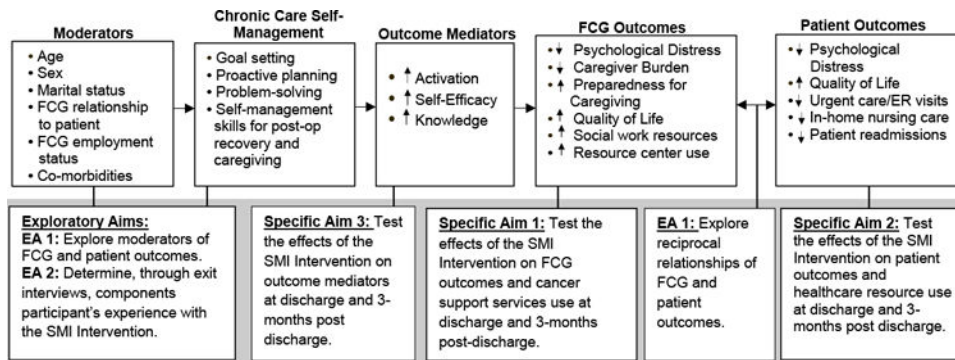 Moderators
• Age
• Sex
• Marital status
• FCG relationship
to patient
• FCG employment
status
• Co-morbidities
Chronic Care Self-
Management
• Goal setting
• Proactive planning
• Problem-solving
• Self-management
skills for post-op
recovery and
caregiving
Outcome Mediators
• ↑ Activation
• ↑ Self-Efficacy
• ↑ Knowledge
FCG Outcomes
• ↓ Psychological Distress
• ↓ Caregiver Burden
• ↑ Preparedness for
Caregiving
• ↑ Quality of Life
• ↑ Social work resources
• ↑ Resource center use
Patient Outcomes
• ↓ Psychological
Distress
• ↑ Quality of Life
• ↓ Urgent care/ER visits
• ↓ In-home nursing care
• ↓ Patient readmissions
Exploratory Aims:
EA 1: Explore moderators of
FCG and patient outcomes.
EA 2: Determine, through exit
interviews, components
participant's experience with
the SMI Intervention.
Specific Aim 3: Test
the effects of the
SMI Intervention on
outcome mediators
at discharge and 3-
months post
discharge.
Specific Aim 1: Test the
effects of the SMI
Intervention on FCG
outcomes and cancer
support services use at
discharge and 3-months
post-discharge.
EA 1: Explore
reciprocal
relationships of
FCG and
patient
outcomes.
Specific Aim 2: Test
the effects of the SMI
Intervention on patient
outcomes and
healthcare resource use
at discharge and 3-
months post discharge.